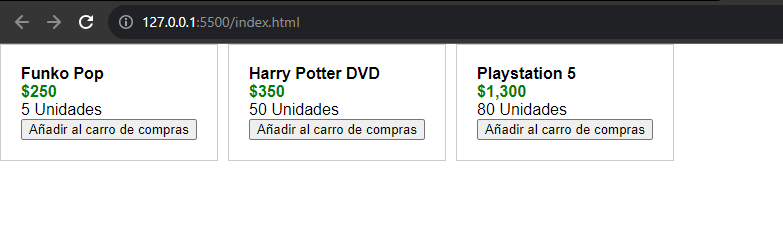 127.0.0.1:5500/index.html
Funko Pop
$250
5 Unidades
Añadir al carro de compras
Harry Potter DVD
$350
50 Unidades
Añadir al carro de compras
Playstation 5
$1,300
80 Unidades
Añadir al carro de compras